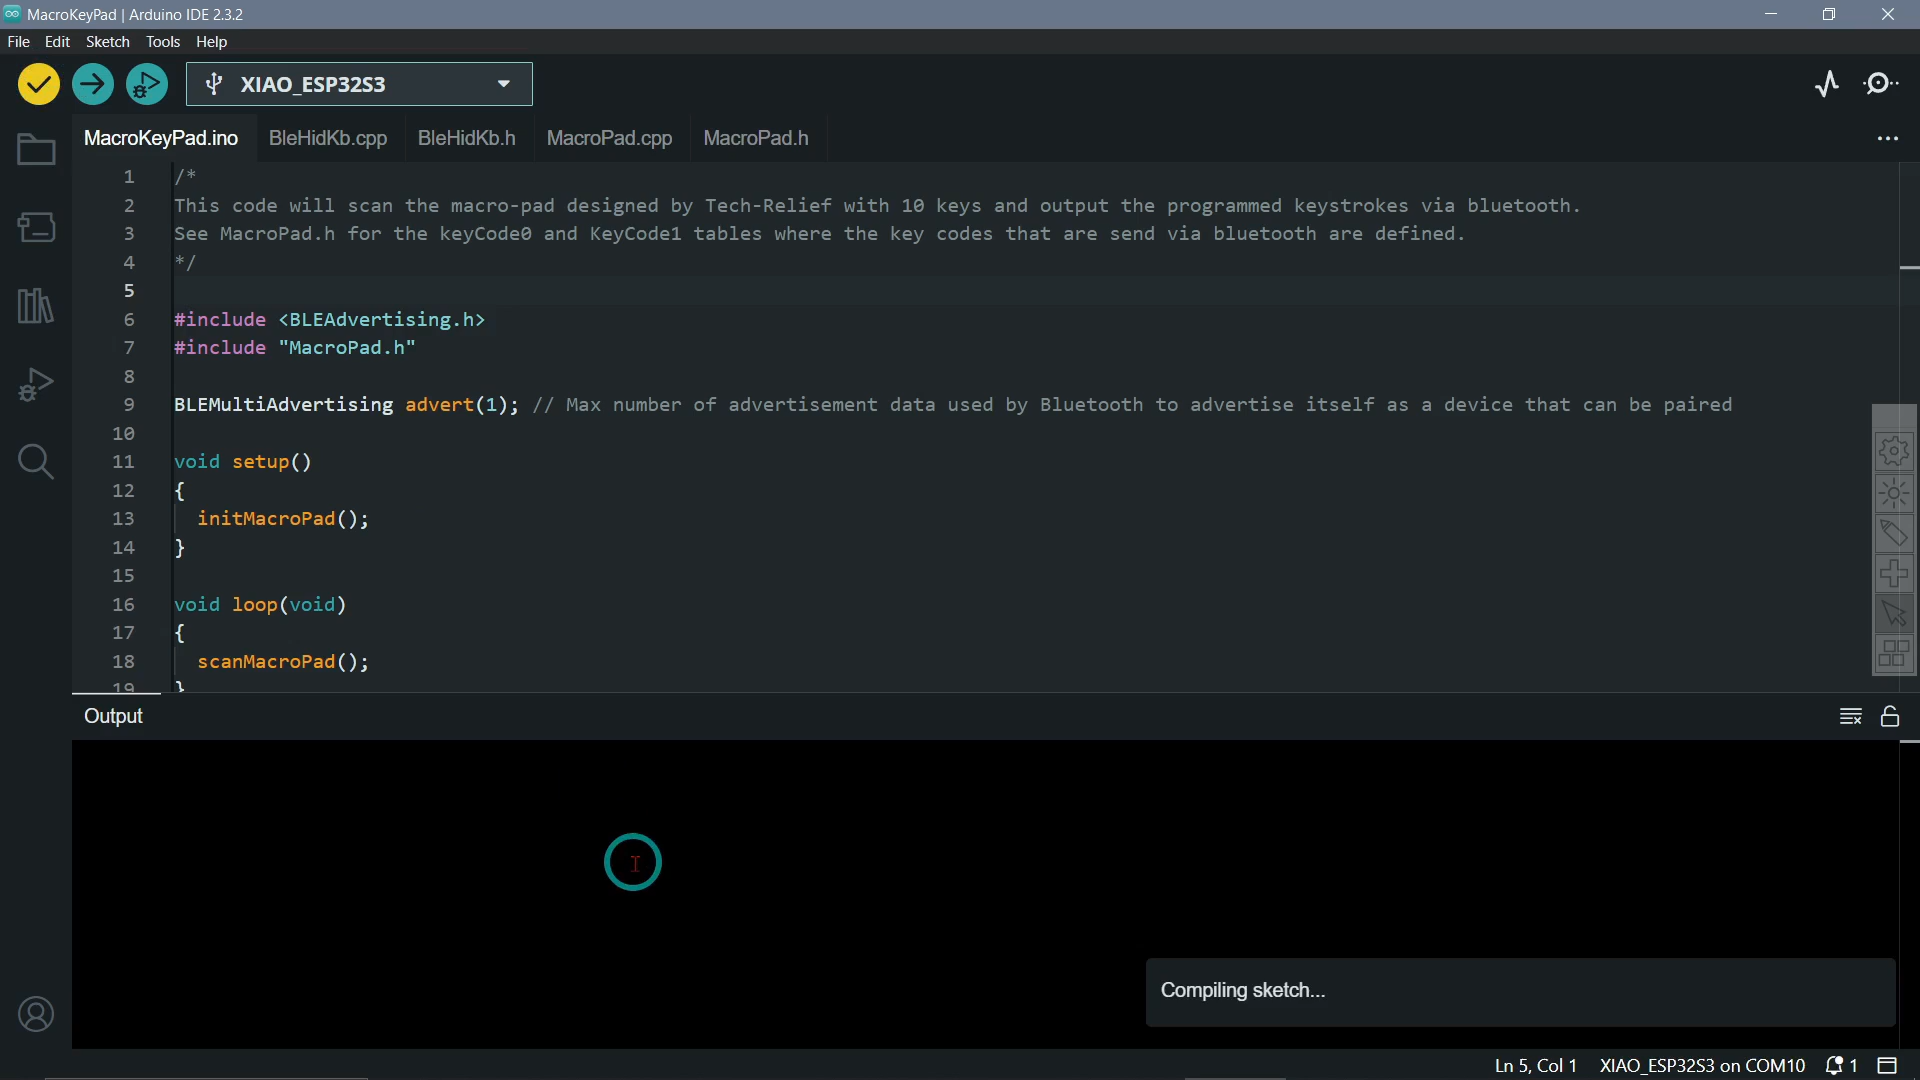 MacroKeyPad | Arduino IDE 2.3.2
File Edit Sketch Tools Help
XIAO_ESP32S3
MacroKeyPad.ino BleHidKb.cpp BleHidKb.h MacroPad.cpp MacroPad.h
1 /*
2 This code will scan the macro-pad designed by Tech-Relief with 10 keys and output the programmed keystrokes via bluetooth.
3 See MacroPad.h for the keyCode0 and KeyCode1 tables where the key codes that are send via bluetooth are defined.
4 */
5
6 #include <BLEAdvertising.h>
7 #include "MacroPad.h"
8
9 BLEMultiAdvertising advert(1); // Max number of advertisement data used by Bluetooth to advertise itself as a device that can be paired
10
11 void setup()
12 {
13 initMacroPad();
14 }
15
16 void loop(void)
17 {
18 scanMacroPad();
19 }
Output
Compiling sketch...
Ln 5, Col 1 XIAO_ESP32S3 on COM10 1